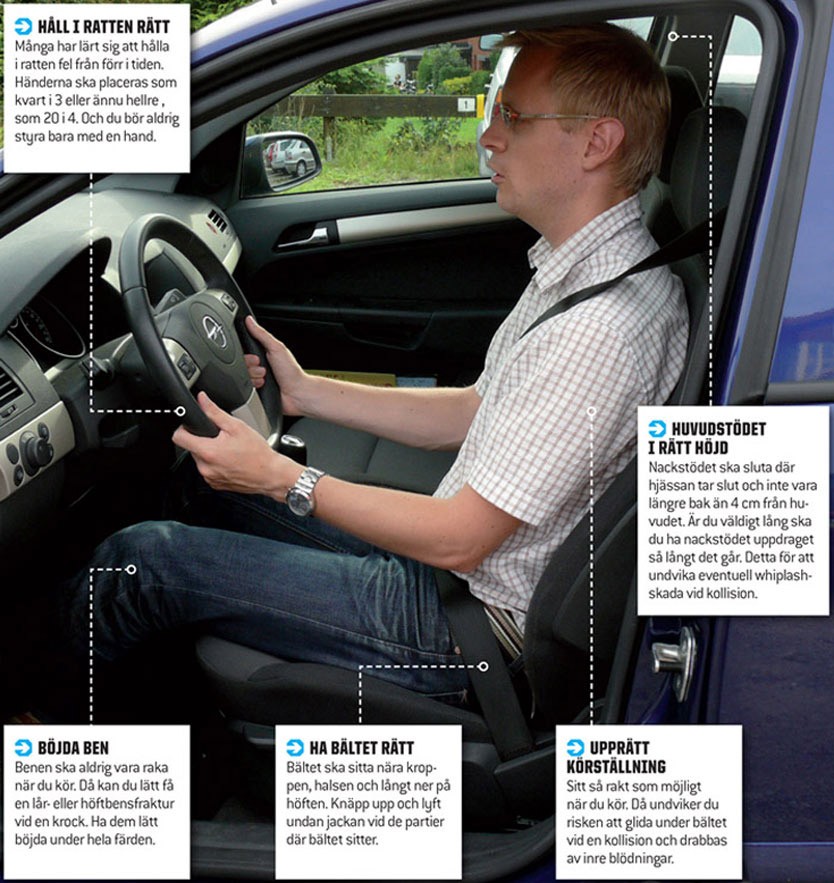 HÅLL I RATTEN RÄTT
Många har lärt sig att hålla
i ratten fel från förr i tiden.
Händerna ska placeras som
kvart i 3 eller ännu hellre ,
som 20 i 4. Och du bör aldrig
styra bara med en hand.
1
HUVUDSTÖDET
I RÄTT HÖJD
Nackstödet ska sluta där
hjässan tar slut och inte vara
längre bak än 4 cm från hu-
vudet. Är du väldigt lång ska
du ha nackstödet uppdraget
så långt det går. Detta för att
undvika eventuell whiplash-
skada vid kollision.
BÖJDA BEN
Benen ska aldrig vara raka
när du kör. Då kan du lätt få
en lår- eller höftbensfraktur
vid en krock. Ha dem lätt
böjda under hela färden.
HA BÄLTET RÄTT
Bältet ska sitta nära krop-
pen, halsen och långt ner på
höften. Knäpp upp och lyft
undan jackan vid de partier
där bältet sitter.
UPPRÄTT
KÖRSTÄLLNING
Sitt så rakt som möjligt
när du kör. Då undviker du
risken att glida under bältet
vid en kollision och drabbas
av inre blödningar.